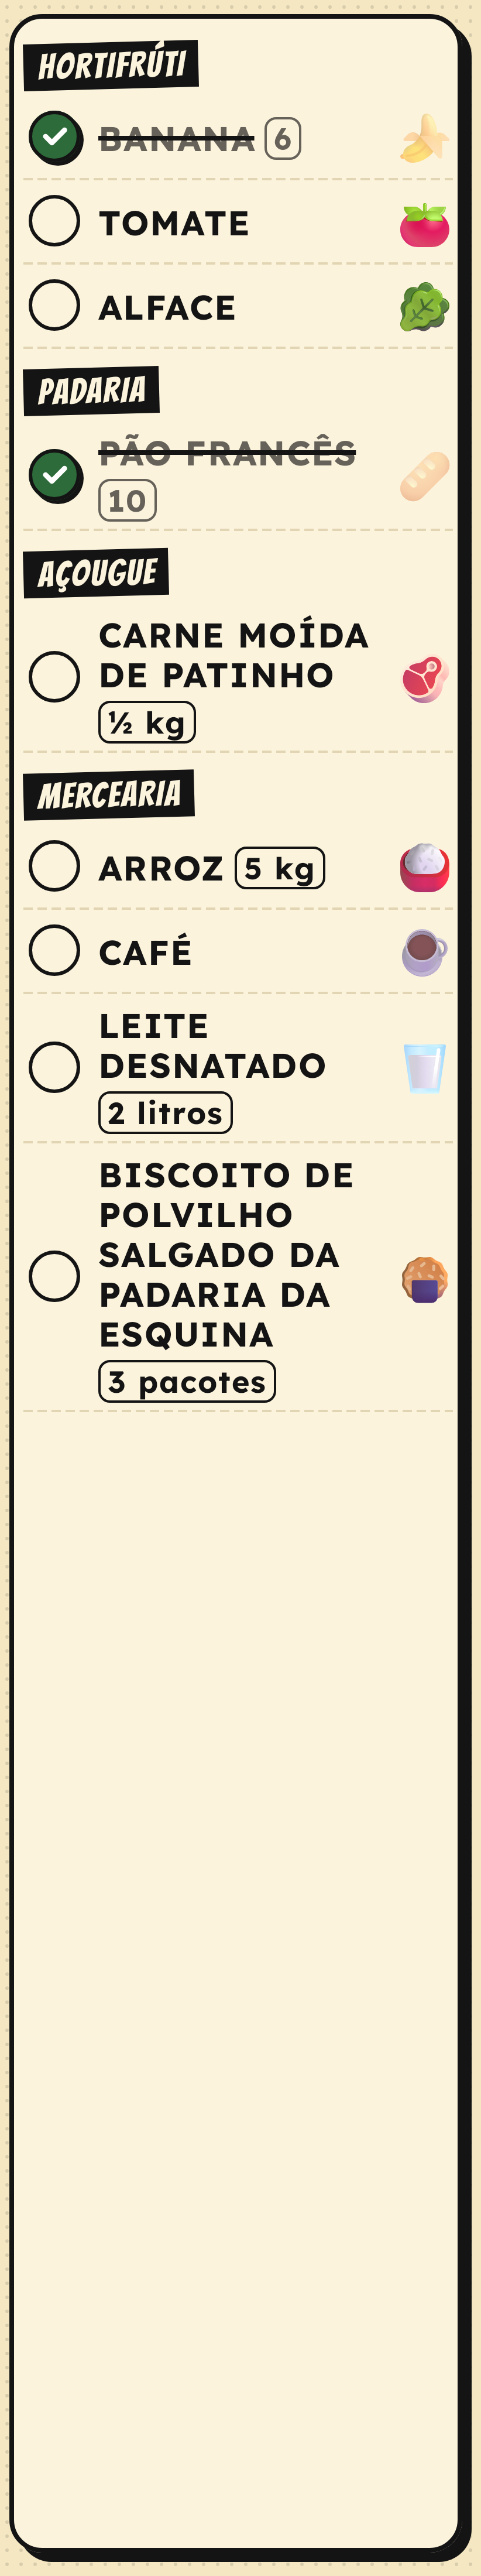 HORTIFRÚTI
BANANA 6
TOMATE
ALFACE
PADARIA
PÃO FRANCÊS
10
AÇOUGUE
CARNE MOÍDA
DE PATINHO
½ kg
MERCEARIA
ARROZ 5 kg
CAFÉ
LEITE
DESNATADO
2 litros
BISCOITO DE
POLVILHO
SALGADO DA
PADARIA DA
ESQUINA
3 pacotes